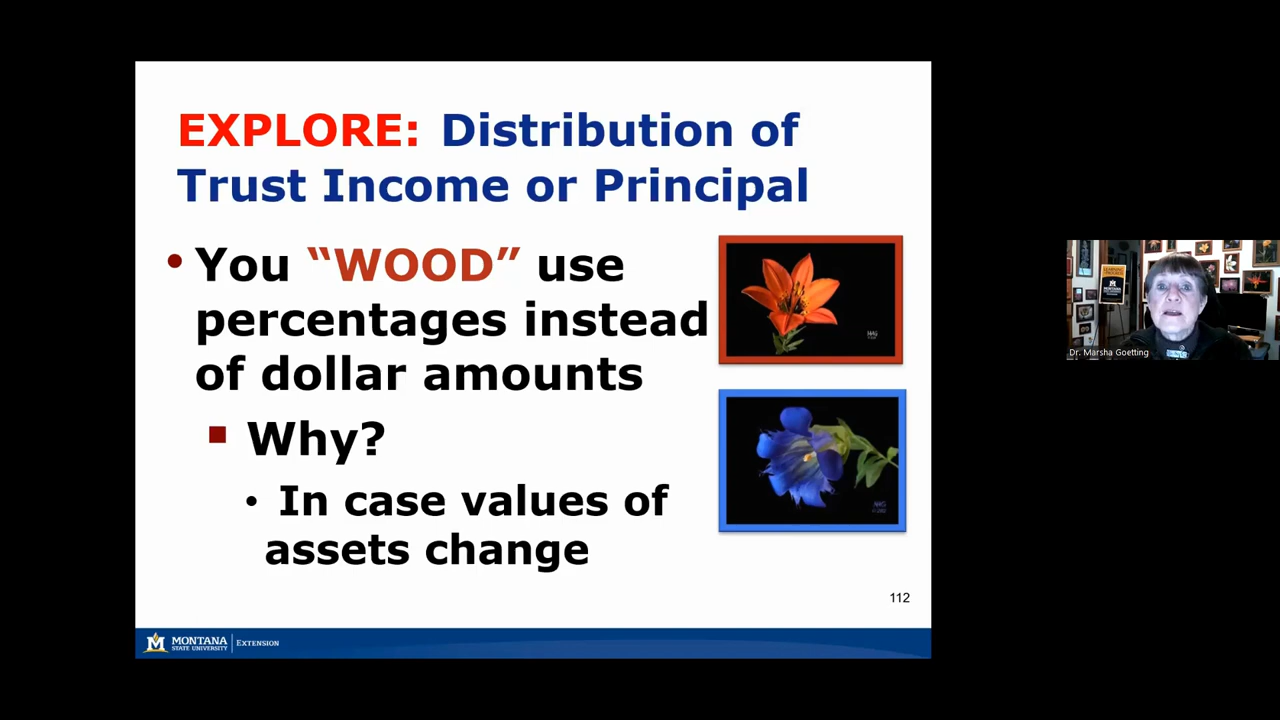 EXPLORE: Distribution of
Trust Income or Principal
• You “WOOD” use
percentages instead
of dollar amounts
▪ Why?
• In case values of
assets change
112
M MONTANA
STATE UNIVERSITY
EXTENSION
MONTANA
Dr. Marsha Goetting